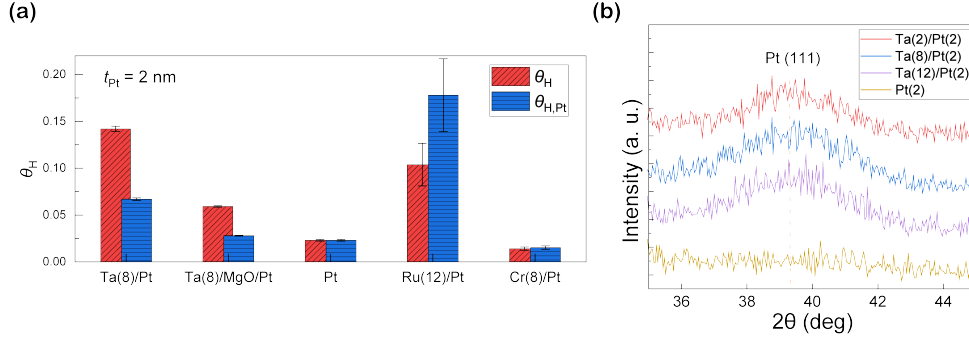 (a)
t_Pt = 2 nm
θ_H
θ_H,Pt
θ_H
0.20
0.15
0.10
0.05
0.00
Ta(8)/Pt Ta(8)/MgO/Pt Pt Ru(12)/Pt Cr(8)/Pt
(b)
Ta(2)/Pt(2)
Ta(8)/Pt(2)
Ta(12)/Pt(2)
Pt(2)
Pt (111)
Intensity (a. u.)
36 38 40 42 44
2θ (deg)